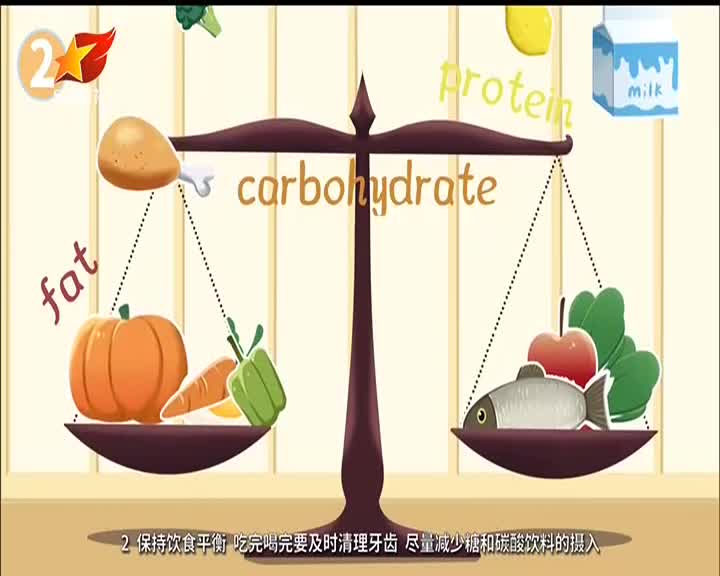 2
protein
milk
carbohydrate
fat
2 保持饮食平衡 吃完喝完要及时清理牙齿 尽量减少糖和碳酸饮料的摄入